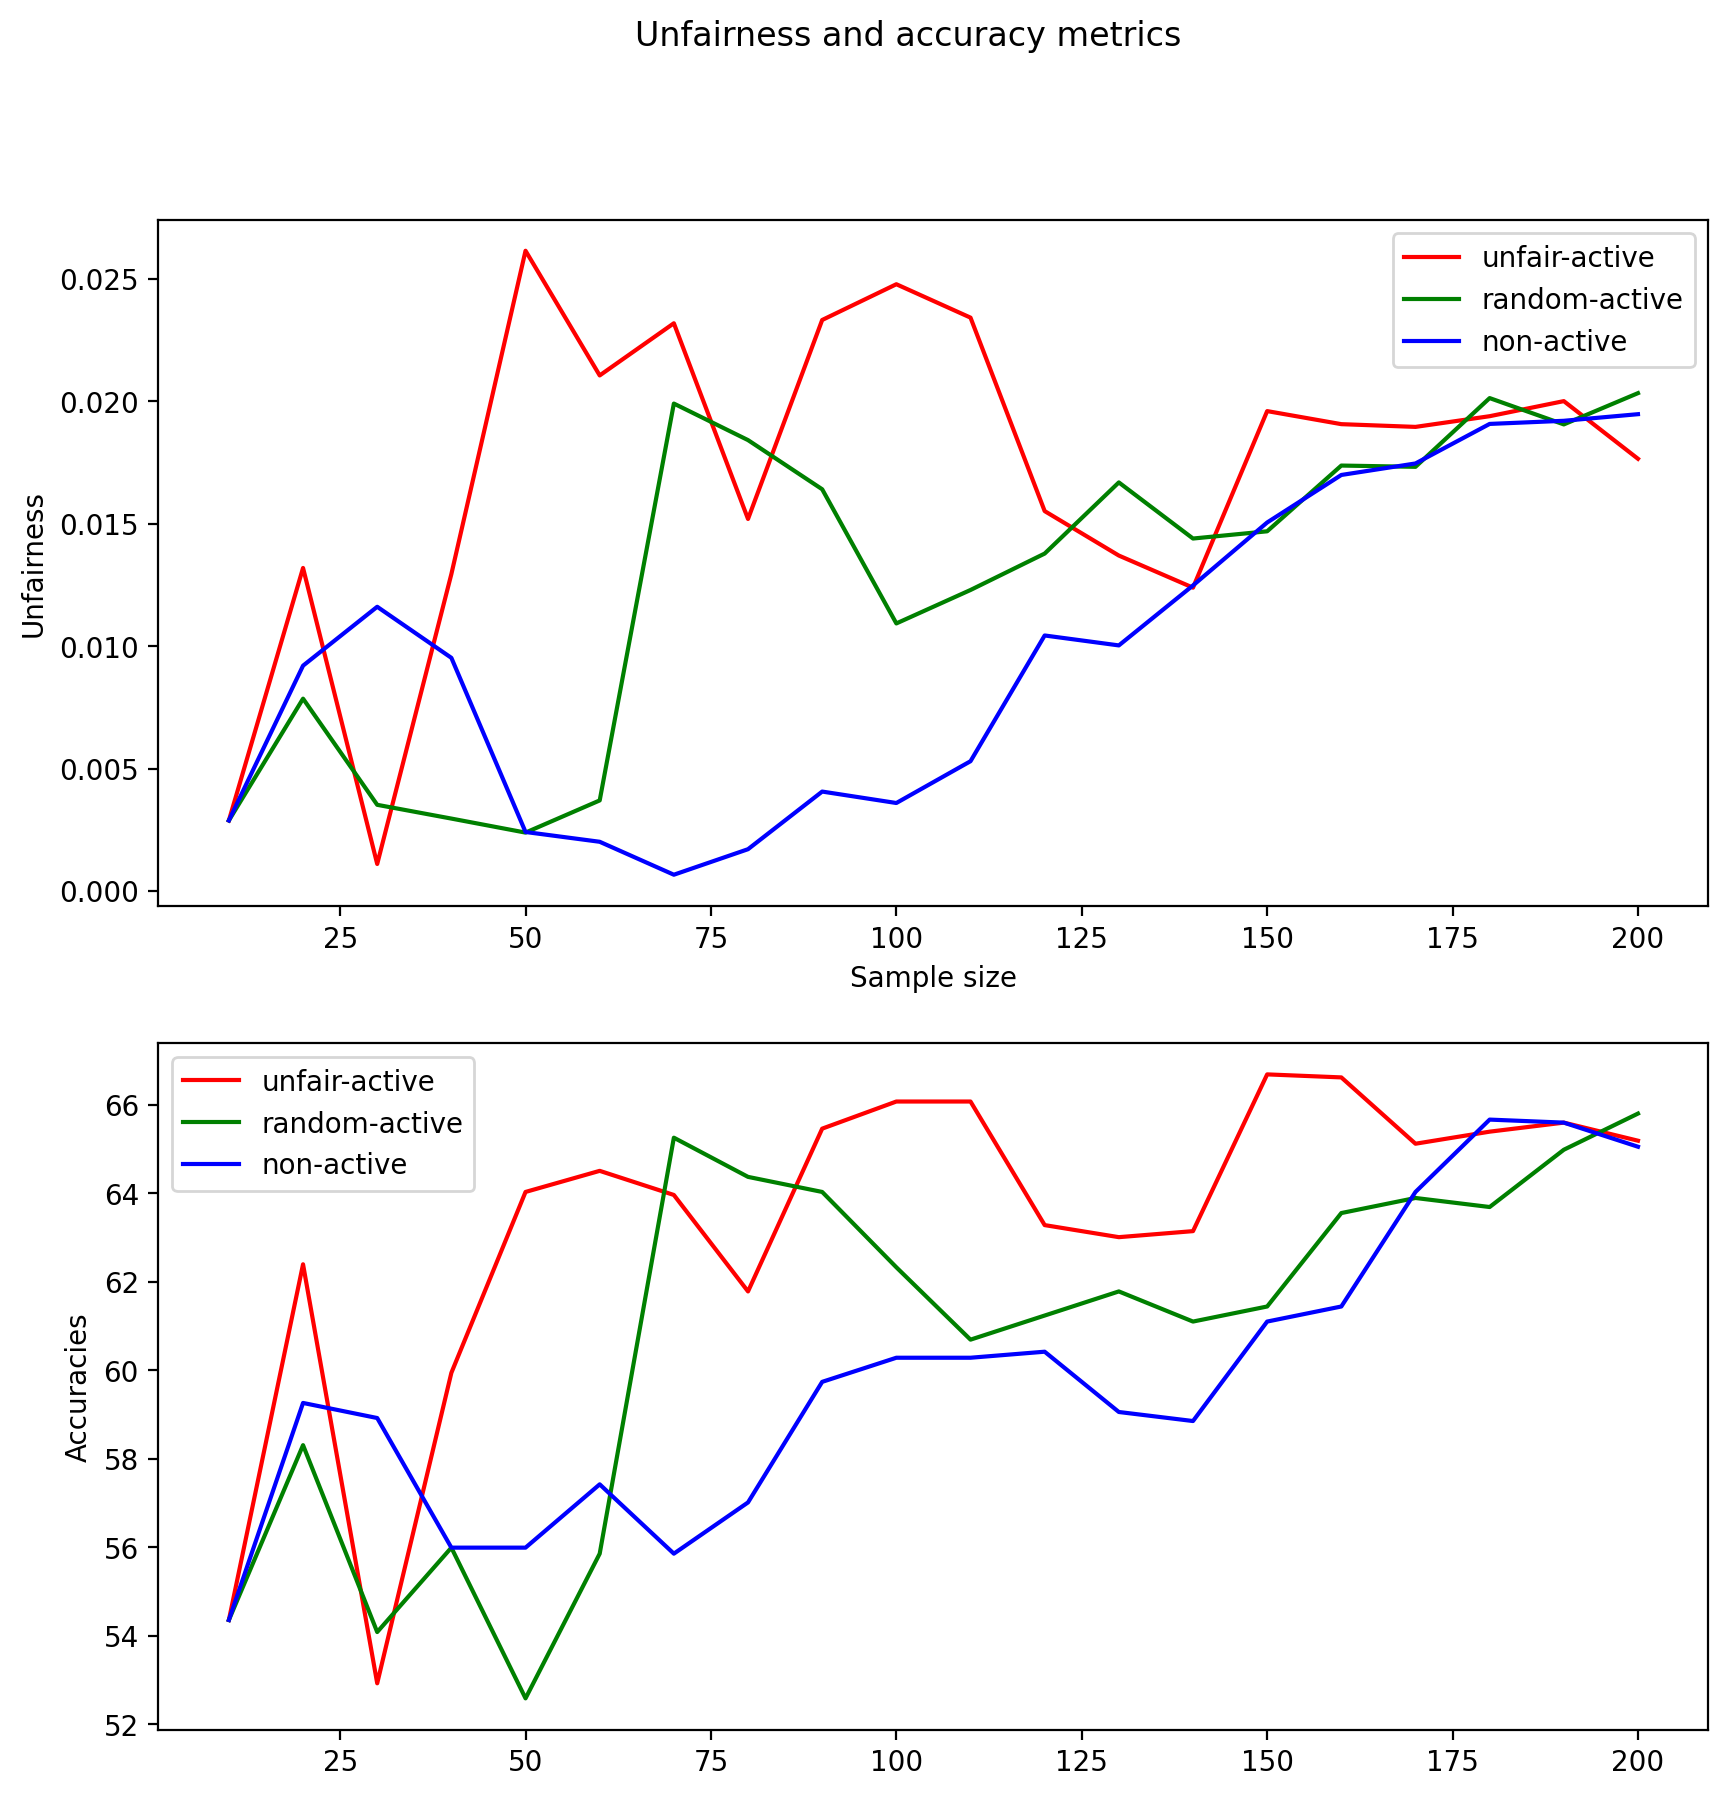 Unfairness and accuracy metrics
unfair-active
random-active
non-active
0.025
0.020
0.015
0.010
0.005
0.000
Unfairness
25 50 75 100 125 150 175 200
Sample size
unfair-active
random-active
non-active
66
64
62
60
58
56
54
52
Accuracies
25 50 75 100 125 150 175 200